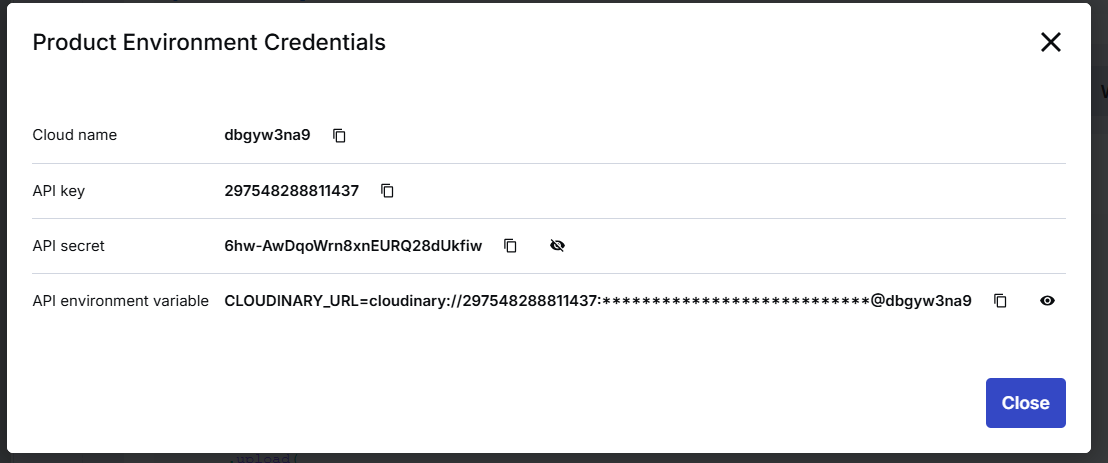 Product Environment Credentials
Cloud name dbgyw3na9
API key 297548288811437
API secret 6hw-AwDqoWrn8xnEURQ28dUkfiw
API environment variable CLOUDINARY_URL=cloudinary://297548288811437:***************************@dbgyw3na9
Close
.upload(